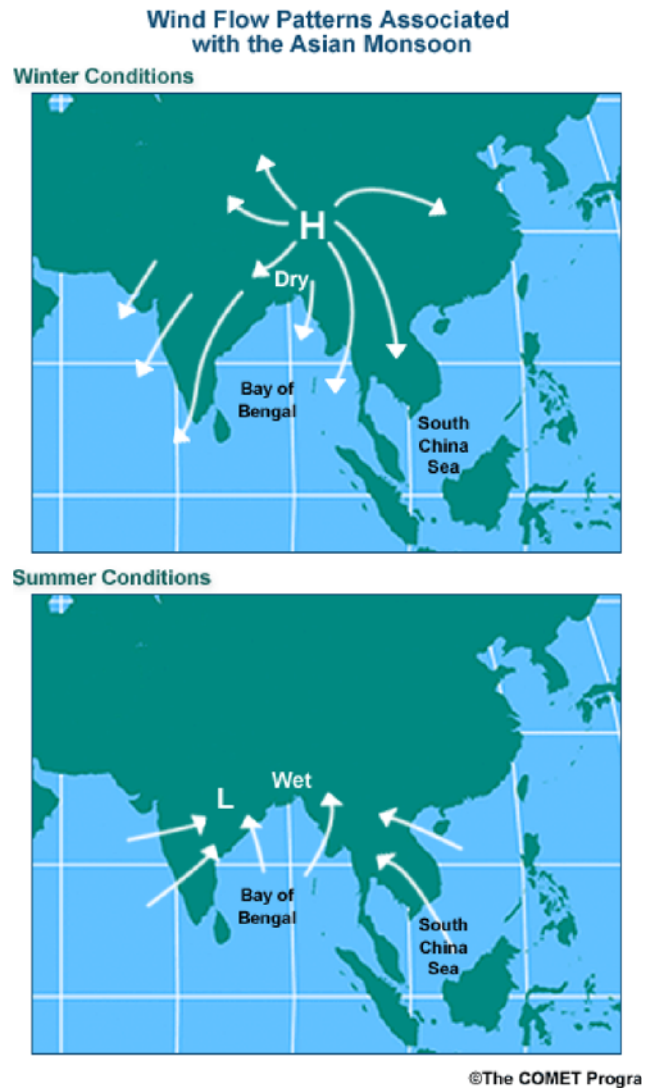 Wind Flow Patterns Associated
with the Asian Monsoon
Winter Conditions
H
Dry
Bay of
Bengal
South
China
Sea
Summer Conditions
L
Wet
Bay of
Bengal
South
China
Sea
©The COMET Progra